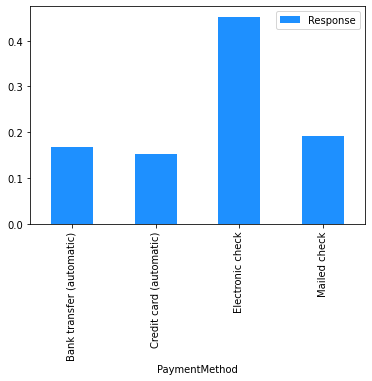 Response
0.4
0.3
0.2
0.1
0.0
Bank transfer (automatic)
Credit card (automatic)
Electronic check
Mailed check
PaymentMethod